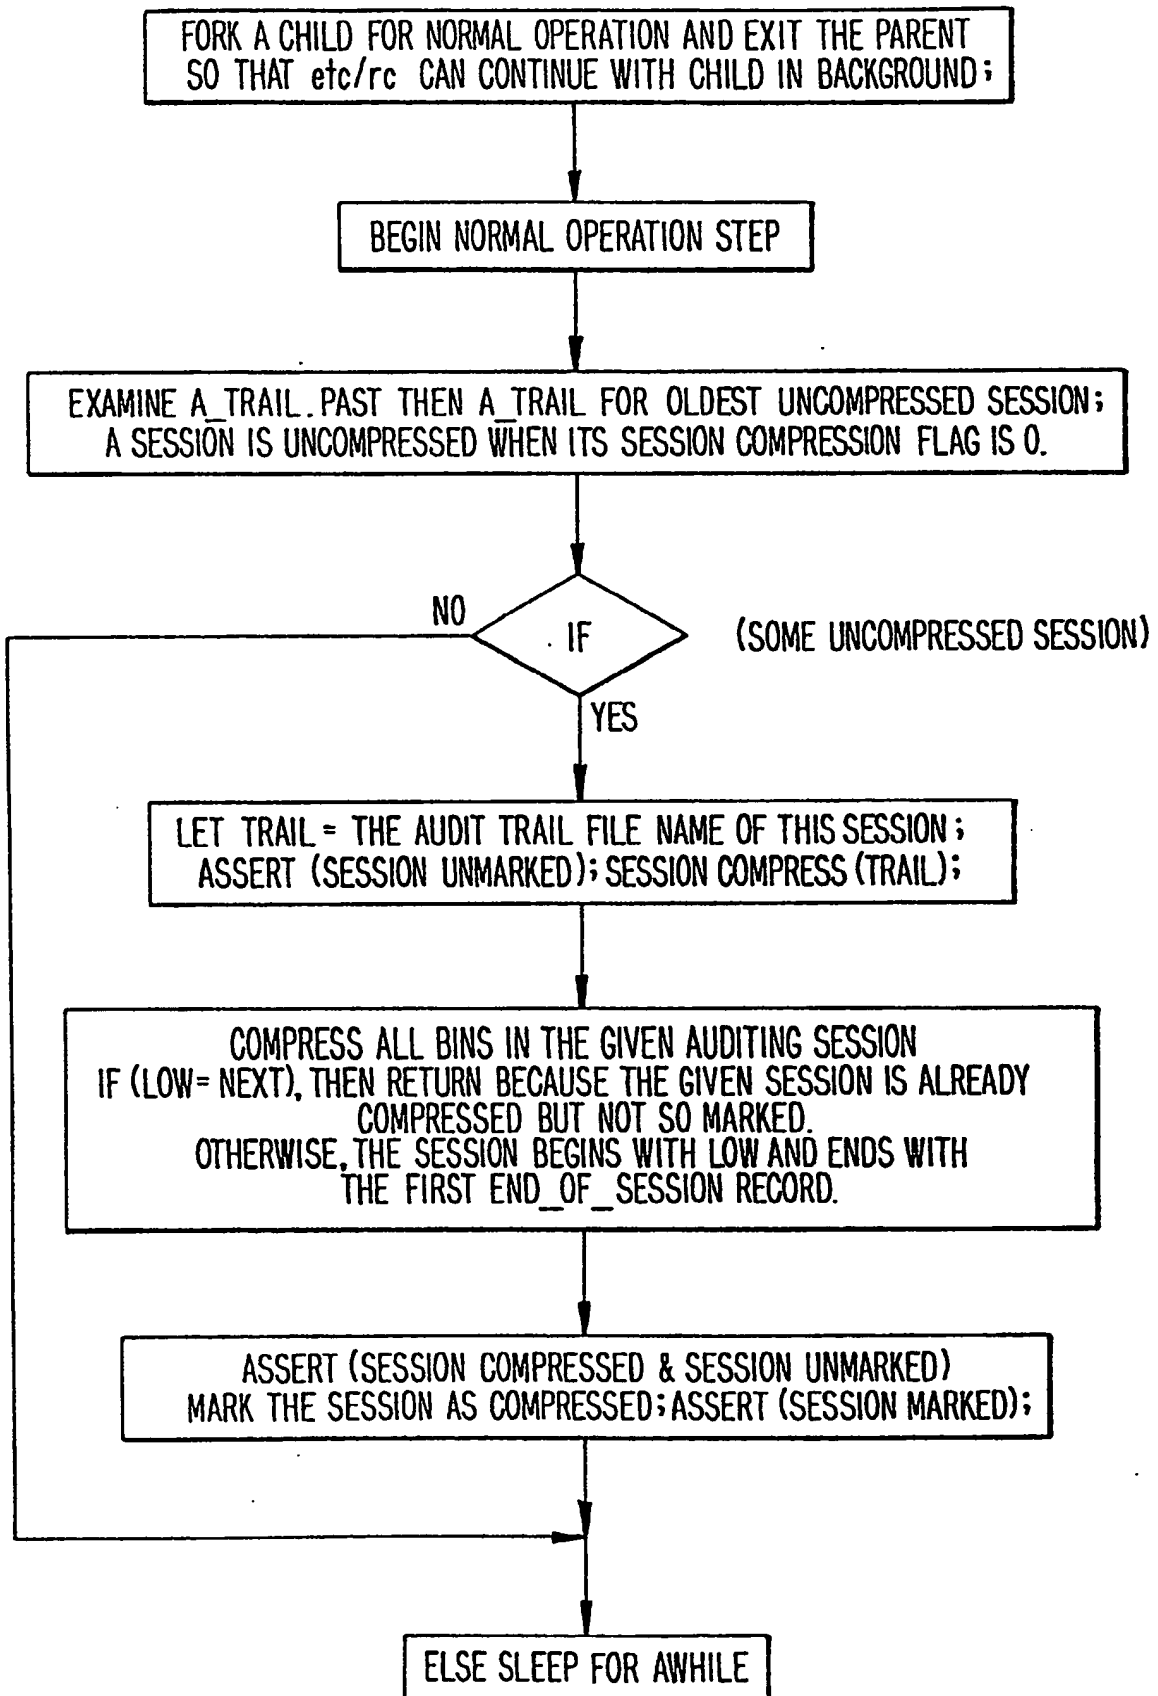 FORK A CHILD FOR NORMAL OPERATION AND EXIT THE PARENT
SO THAT etc/rc CAN CONTINUE WITH CHILD IN BACKGROUND;
BEGIN NORMAL OPERATION STEP
EXAMINE A_TRAIL.PAST THEN A_TRAIL FOR OLDEST UNCOMPRESSED SESSION;
A SESSION IS UNCOMPRESSED WHEN ITS SESSION COMPRESSION FLAG IS 0.
NO
IF
(SOME UNCOMPRESSED SESSION)
YES
LET TRAIL = THE AUDIT TRAIL FILE NAME OF THIS SESSION;
ASSERT (SESSION UNMARKED); SESSION COMPRESS (TRAIL);
COMPRESS ALL BINS IN THE GIVEN AUDITING SESSION
IF (LOW = NEXT), THEN RETURN BECAUSE THE GIVEN SESSION IS ALREADY
COMPRESSED BUT NOT SO MARKED.
OTHERWISE, THE SESSION BEGINS WITH LOW AND ENDS WITH
THE FIRST END_OF_SESSION RECORD.
ASSERT (SESSION COMPRESSED & SESSION UNMARKED)
MARK THE SESSION AS COMPRESSED; ASSERT (SESSION MARKED);
ELSE SLEEP FOR AWHILE